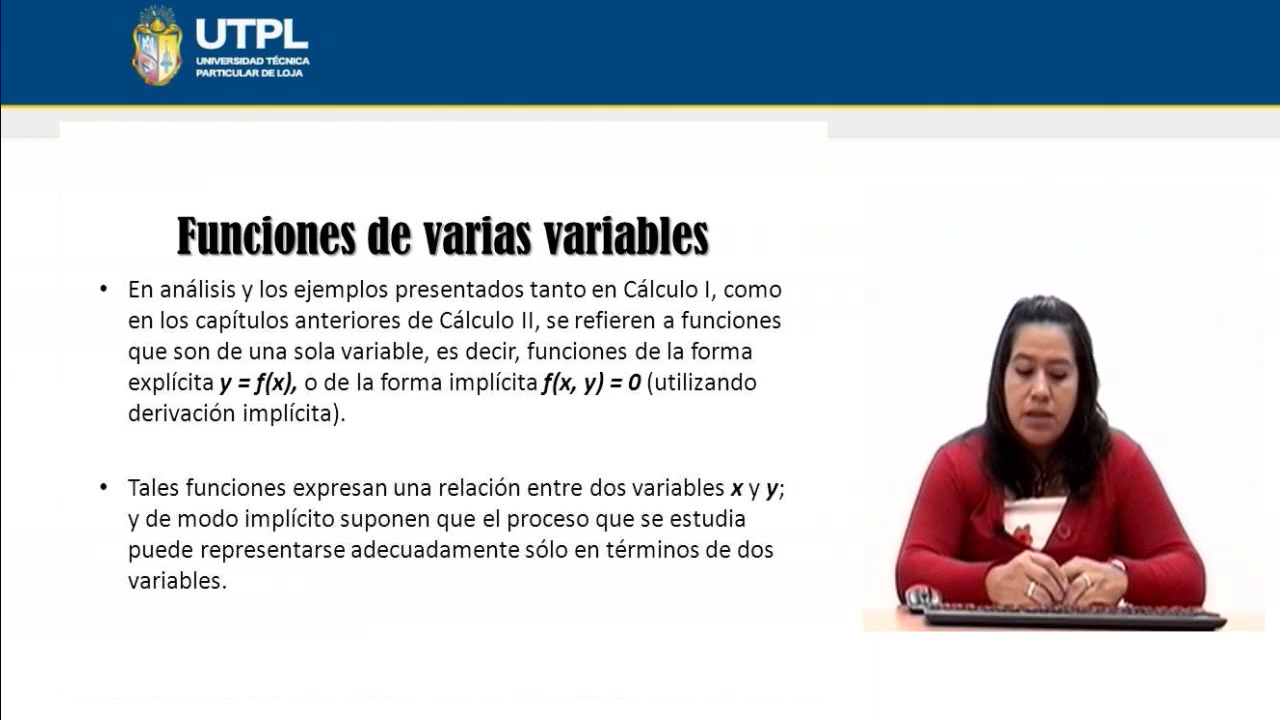 UTPL
UNIVERSIDAD TÉCNICA
PARTICULAR DE LOJA
Funciones de varias variables
• En análisis y los ejemplos presentados tanto en Cálculo I, como
en los capítulos anteriores de Cálculo II, se refieren a funciones
que son de una sola variable, es decir, funciones de la forma
explícita y = f(x), o de la forma implícita f(x, y) = 0 (utilizando
derivación implícita).
• Tales funciones expresan una relación entre dos variables x y y;
y de modo implícito suponen que el proceso que se estudia
puede representarse adecuadamente sólo en términos de dos
variables.